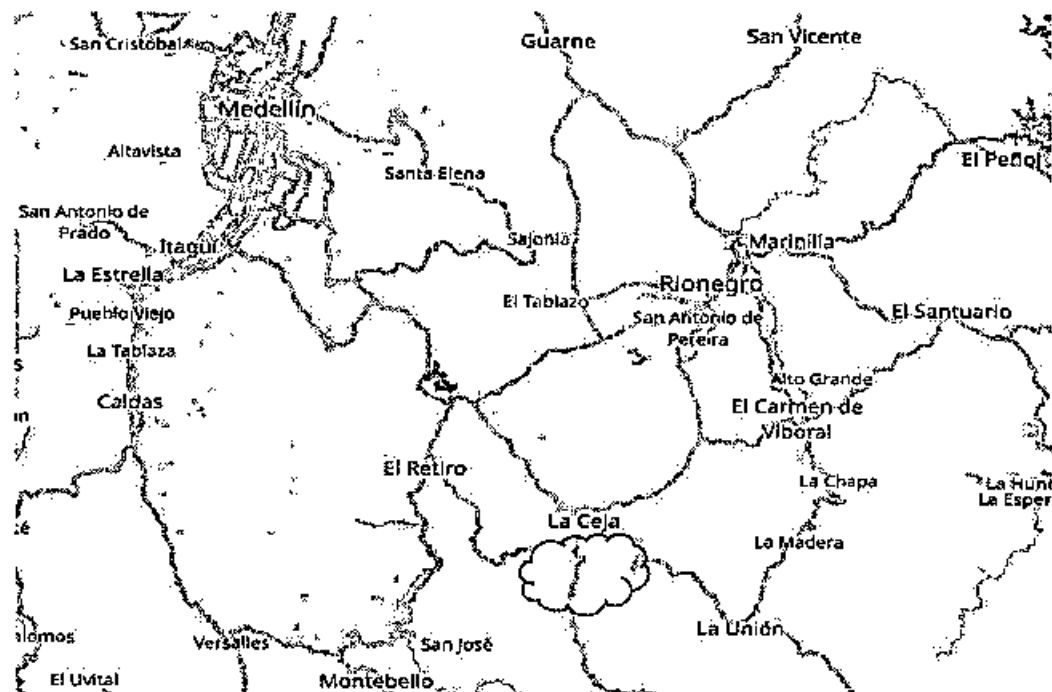 San Cristóbal
Guarne
San Vicente
Medellín
Altavista
Santa Elena
El Peñol
San Antonio de
Prado
Itagüí
Sajonia
Marinilla
La Estrella
Rionegro
El Tablazo
Pueblo Viejo
San Antonio de
Pereira
El Santuario
La Tablaza
Alto Grande
Caldas
El Carmen de
Viboral
El Retiro
La Chapa
La Ceja
La Madera
La Unión
Versalles
San José
El Uvital
Montebello